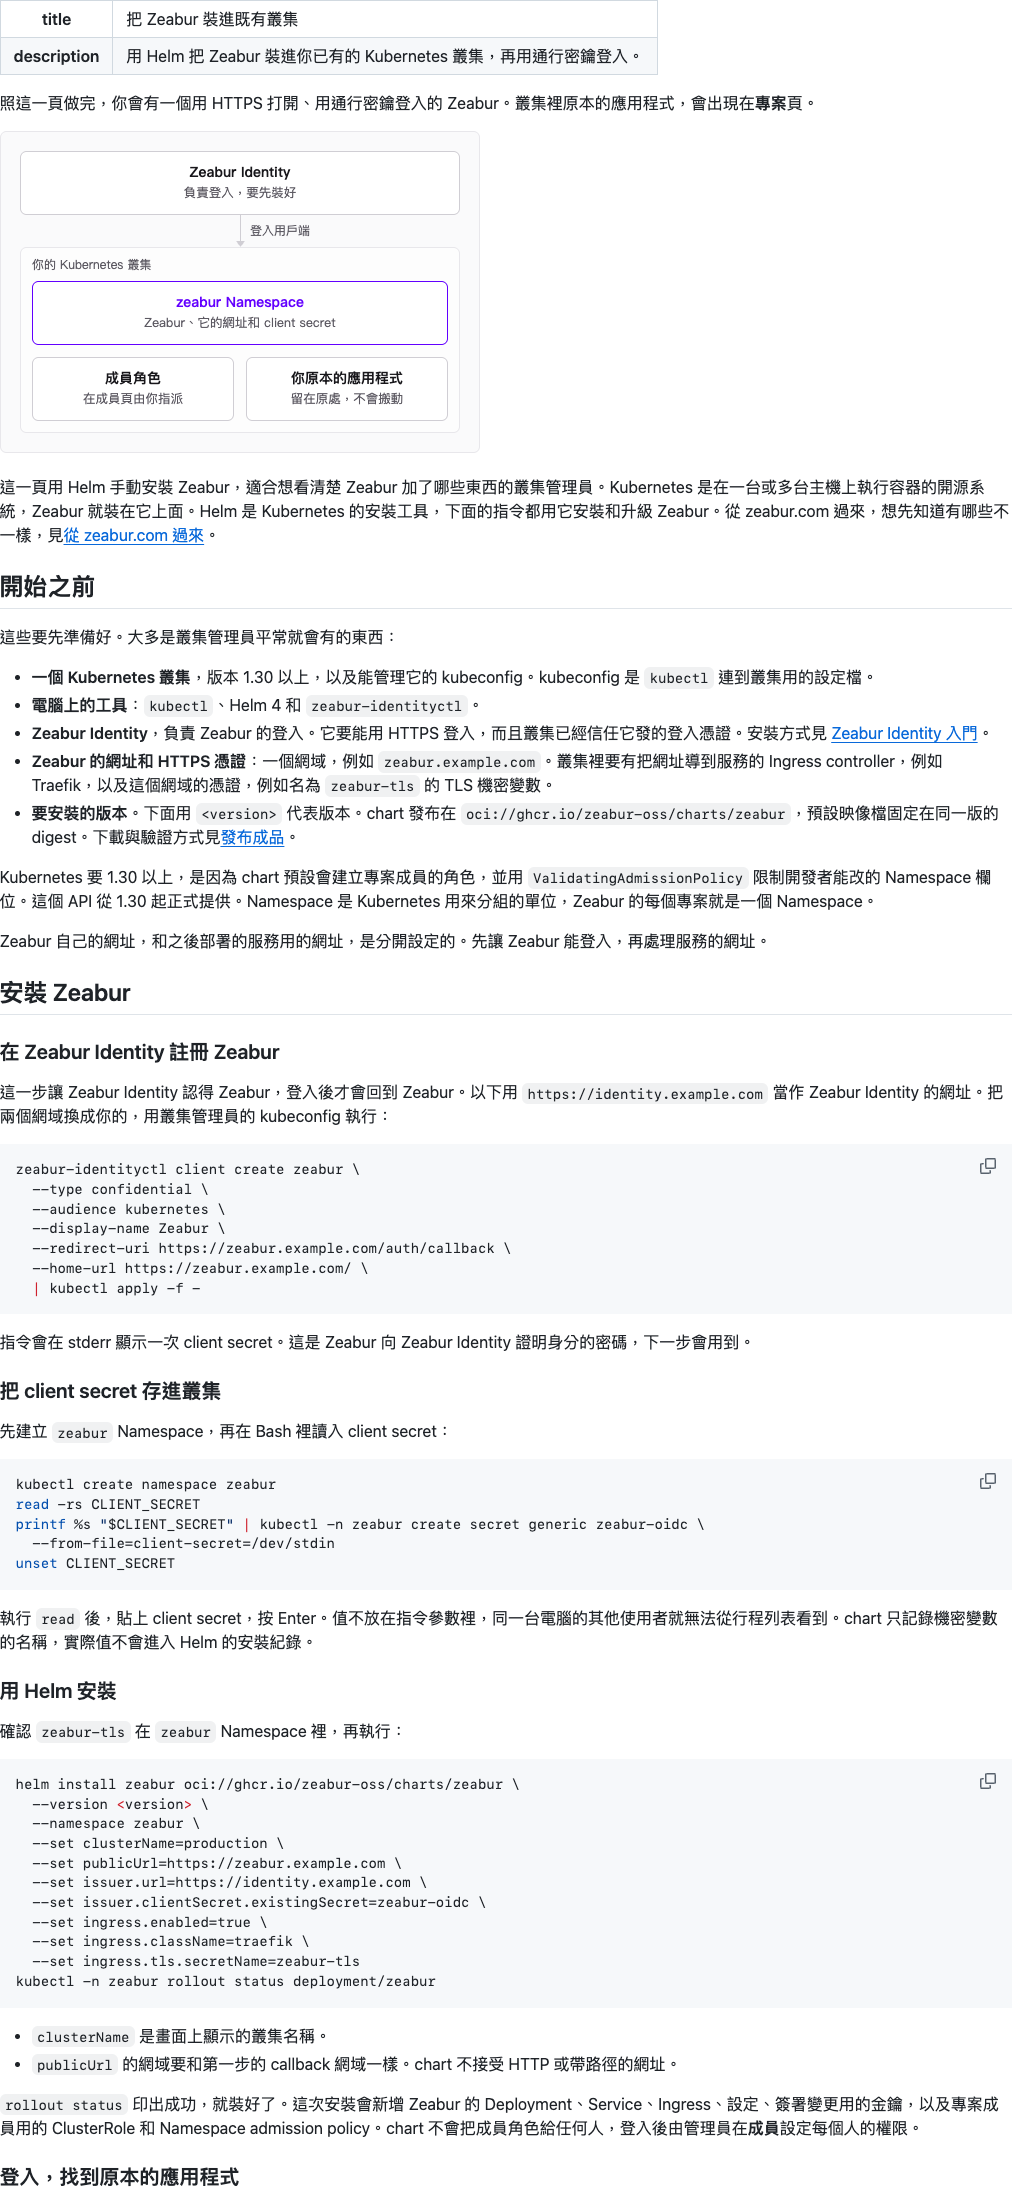 title 把 Zeabur 裝進既有叢集
description 用 Helm 把 Zeabur 裝進你已有的 Kubernetes 叢集，再用通行密鑰登入。
照這一頁做完，你會有一個用 HTTPS 打開、用通行密鑰登入的 Zeabur。叢集裡原本的應用程式，會出現在專案頁。
Zeabur Identity
負責登入，要先裝好
登入用戶端
你的 Kubernetes 叢集
zeabur Namespace
Zeabur、它的網址和 client secret
成員角色
在成員頁由你指派
你原本的應用程式
留在原處，不會搬動
這一頁用 Helm 手動安裝 Zeabur，適合想看清楚 Zeabur 加了哪些東西的叢集管理員。Kubernetes 是在一台或多台主機上執行容器的開源系
統，Zeabur 就裝在它上面。Helm 是 Kubernetes 的安裝工具，下面的指令都用它安裝和升級 Zeabur。從 zeabur.com 過來，想先知道有哪些不
一樣，見從 zeabur.com 過來。
開始之前
這些要先準備好。大多是叢集管理員平常就會有的東西：
• 一個 Kubernetes 叢集，版本 1.30 以上，以及能管理它的 kubeconfig。kubeconfig 是 kubectl 連到叢集用的設定檔。
• 電腦上的工具：kubectl、Helm 4 和 zeabur-identityctl。
• Zeabur Identity，負責 Zeabur 的登入。它要能用 HTTPS 登入，而且叢集已經信任它發的登入憑證。安裝方式見 Zeabur Identity 入門。
• Zeabur 的網址和 HTTPS 憑證：一個網域，例如 zeabur.example.com。叢集裡要有把網址導到服務的 Ingress controller，例如
Traefik，以及這個網域的憑證，例如名為 zeabur-tls 的 TLS 機密變數。
• 要安裝的版本。下面用 <version> 代表版本。chart 發布在 oci://ghcr.io/zeabur-oss/charts/zeabur，預設映像檔固定在同一版的
digest。下載與驗證方式見發布成品。
Kubernetes 要 1.30 以上，是因為 chart 預設會建立專案成員的角色，並用 ValidatingAdmissionPolicy 限制開發者能改的 Namespace 欄
位。這個 API 從 1.30 起正式提供。Namespace 是 Kubernetes 用來分組的單位，Zeabur 的每個專案就是一個 Namespace。
Zeabur 自己的網址，和之後部署的服務用的網址，是分開設定的。先讓 Zeabur 能登入，再處理服務的網址。
安裝 Zeabur
在 Zeabur Identity 註冊 Zeabur
這一步讓 Zeabur Identity 認得 Zeabur，登入後才會回到 Zeabur。以下用 https://identity.example.com 當作 Zeabur Identity 的網址。把
兩個網域換成你的，用叢集管理員的 kubeconfig 執行：
zeabur-identityctl client create zeabur \
--type confidential \
--audience kubernetes \
--display-name Zeabur \
--redirect-uri https://zeabur.example.com/auth/callback \
--home-url https://zeabur.example.com/ \
| kubectl apply -f -
指令會在 stderr 顯示一次 client secret。這是 Zeabur 向 Zeabur Identity 證明身分的密碼，下一步會用到。
把 client secret 存進叢集
先建立 zeabur Namespace，再在 Bash 裡讀入 client secret：
kubectl create namespace zeabur
read -rs CLIENT_SECRET
printf %s "$CLIENT_SECRET" | kubectl -n zeabur create secret generic zeabur-oidc \
--from-file=client-secret=/dev/stdin
unset CLIENT_SECRET
執行 read 後，貼上 client secret，按 Enter。值不放在指令參數裡，同一台電腦的其他使用者就無法從行程列表看到。chart 只記錄機密變數
的名稱，實際值不會進入 Helm 的安裝紀錄。
用 Helm 安裝
確認 zeabur-tls 在 zeabur Namespace 裡，再執行：
helm install zeabur oci://ghcr.io/zeabur-oss/charts/zeabur \
--version <version> \
--namespace zeabur \
--set clusterName=production \
--set publicUrl=https://zeabur.example.com \
--set issuer.url=https://identity.example.com \
--set issuer.clientSecret.existingSecret=zeabur-oidc \
--set ingress.enabled=true \
--set ingress.className=traefik \
--set ingress.tls.secretName=zeabur-tls
kubectl -n zeabur rollout status deployment/zeabur
• clusterName 是畫面上顯示的叢集名稱。
• publicUrl 的網域要和第一步的 callback 網域一樣。chart 不接受 HTTP 或帶路徑的網址。
rollout status 印出成功，就裝好了。這次安裝會新增 Zeabur 的 Deployment、Service、Ingress、設定、簽署變更用的金鑰，以及專案成
員用的 ClusterRole 和 Namespace admission policy。chart 不會把成員角色給任何人，登入後由管理員在成員設定每個人的權限。
登入，找到原本的應用程式